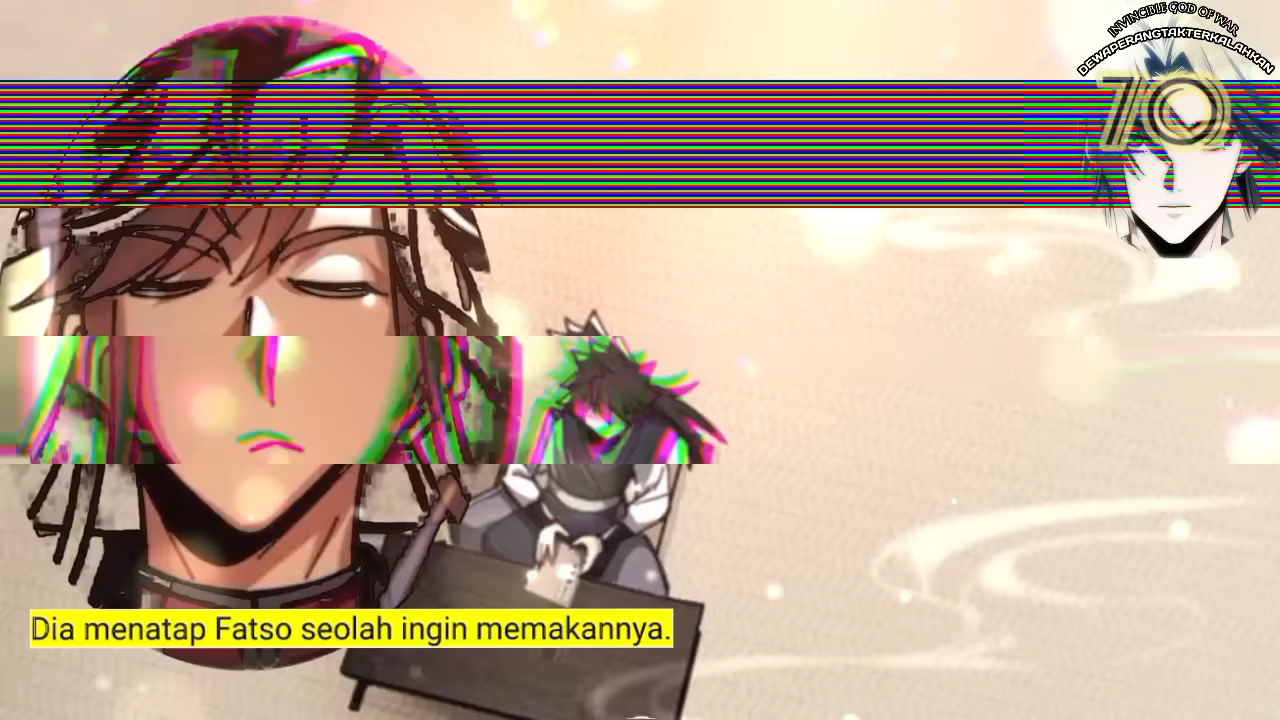 INVINCIBLE GOD OF WAR
DEWAPERANGTAKTERKALAHKAN
70
Dia menatap Fatso seolah ingin memakannya.